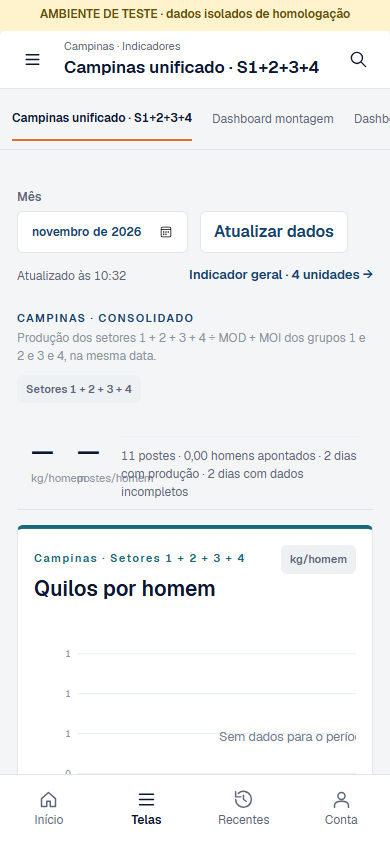 AMBIENTE DE TESTE · dados isolados de homologação
Campinas · Indicadores
Campinas unificado · S1+2+3+4
Campinas unificado · S1+2+3+4 Dashboard montagem Dashb
Mês
novembro de 2026 Atualizar dados
Atualizado às 10:32 Indicador geral · 4 unidades →
CAMPINAS · CONSOLIDADO
Produção dos setores 1 + 2 + 3 + 4 ÷ MOD + MOI dos grupos 1 e
2 e 3 e 4, na mesma data.
Setores 1 + 2 + 3 + 4
— —
kg/homem postes/homem
11 postes · 0,00 homens apontados · 2 dias
com produção · 2 dias com dados
incompletos
Campinas · Setores 1 + 2 + 3 + 4 kg/homem
Quilos por homem
1
1
1
Sem dados para o perío
0
Início Telas Recentes Conta